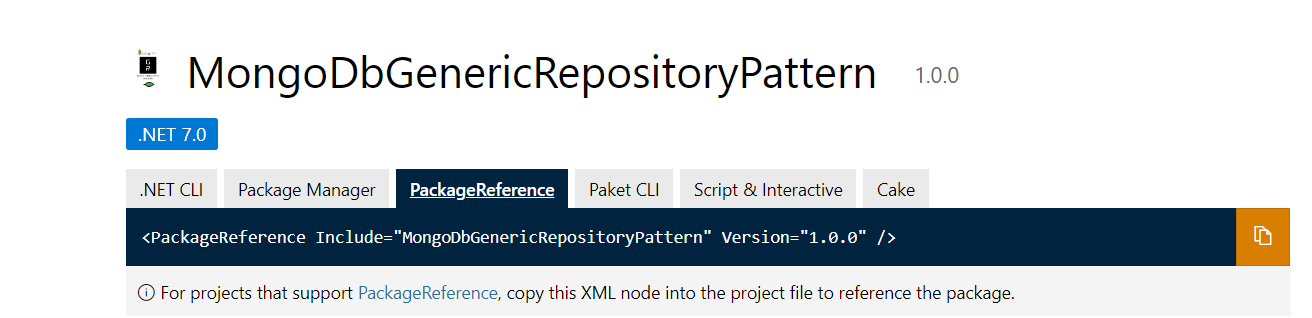 MongoDbGenericRepositoryPattern 1.0.0
.NET 7.0
.NET CLI Package Manager PackageReference Paket CLI Script & Interactive Cake
<PackageReference Include="MongoDbGenericRepositoryPattern" Version="1.0.0" />
For projects that support PackageReference, copy this XML node into the project file to reference the package.